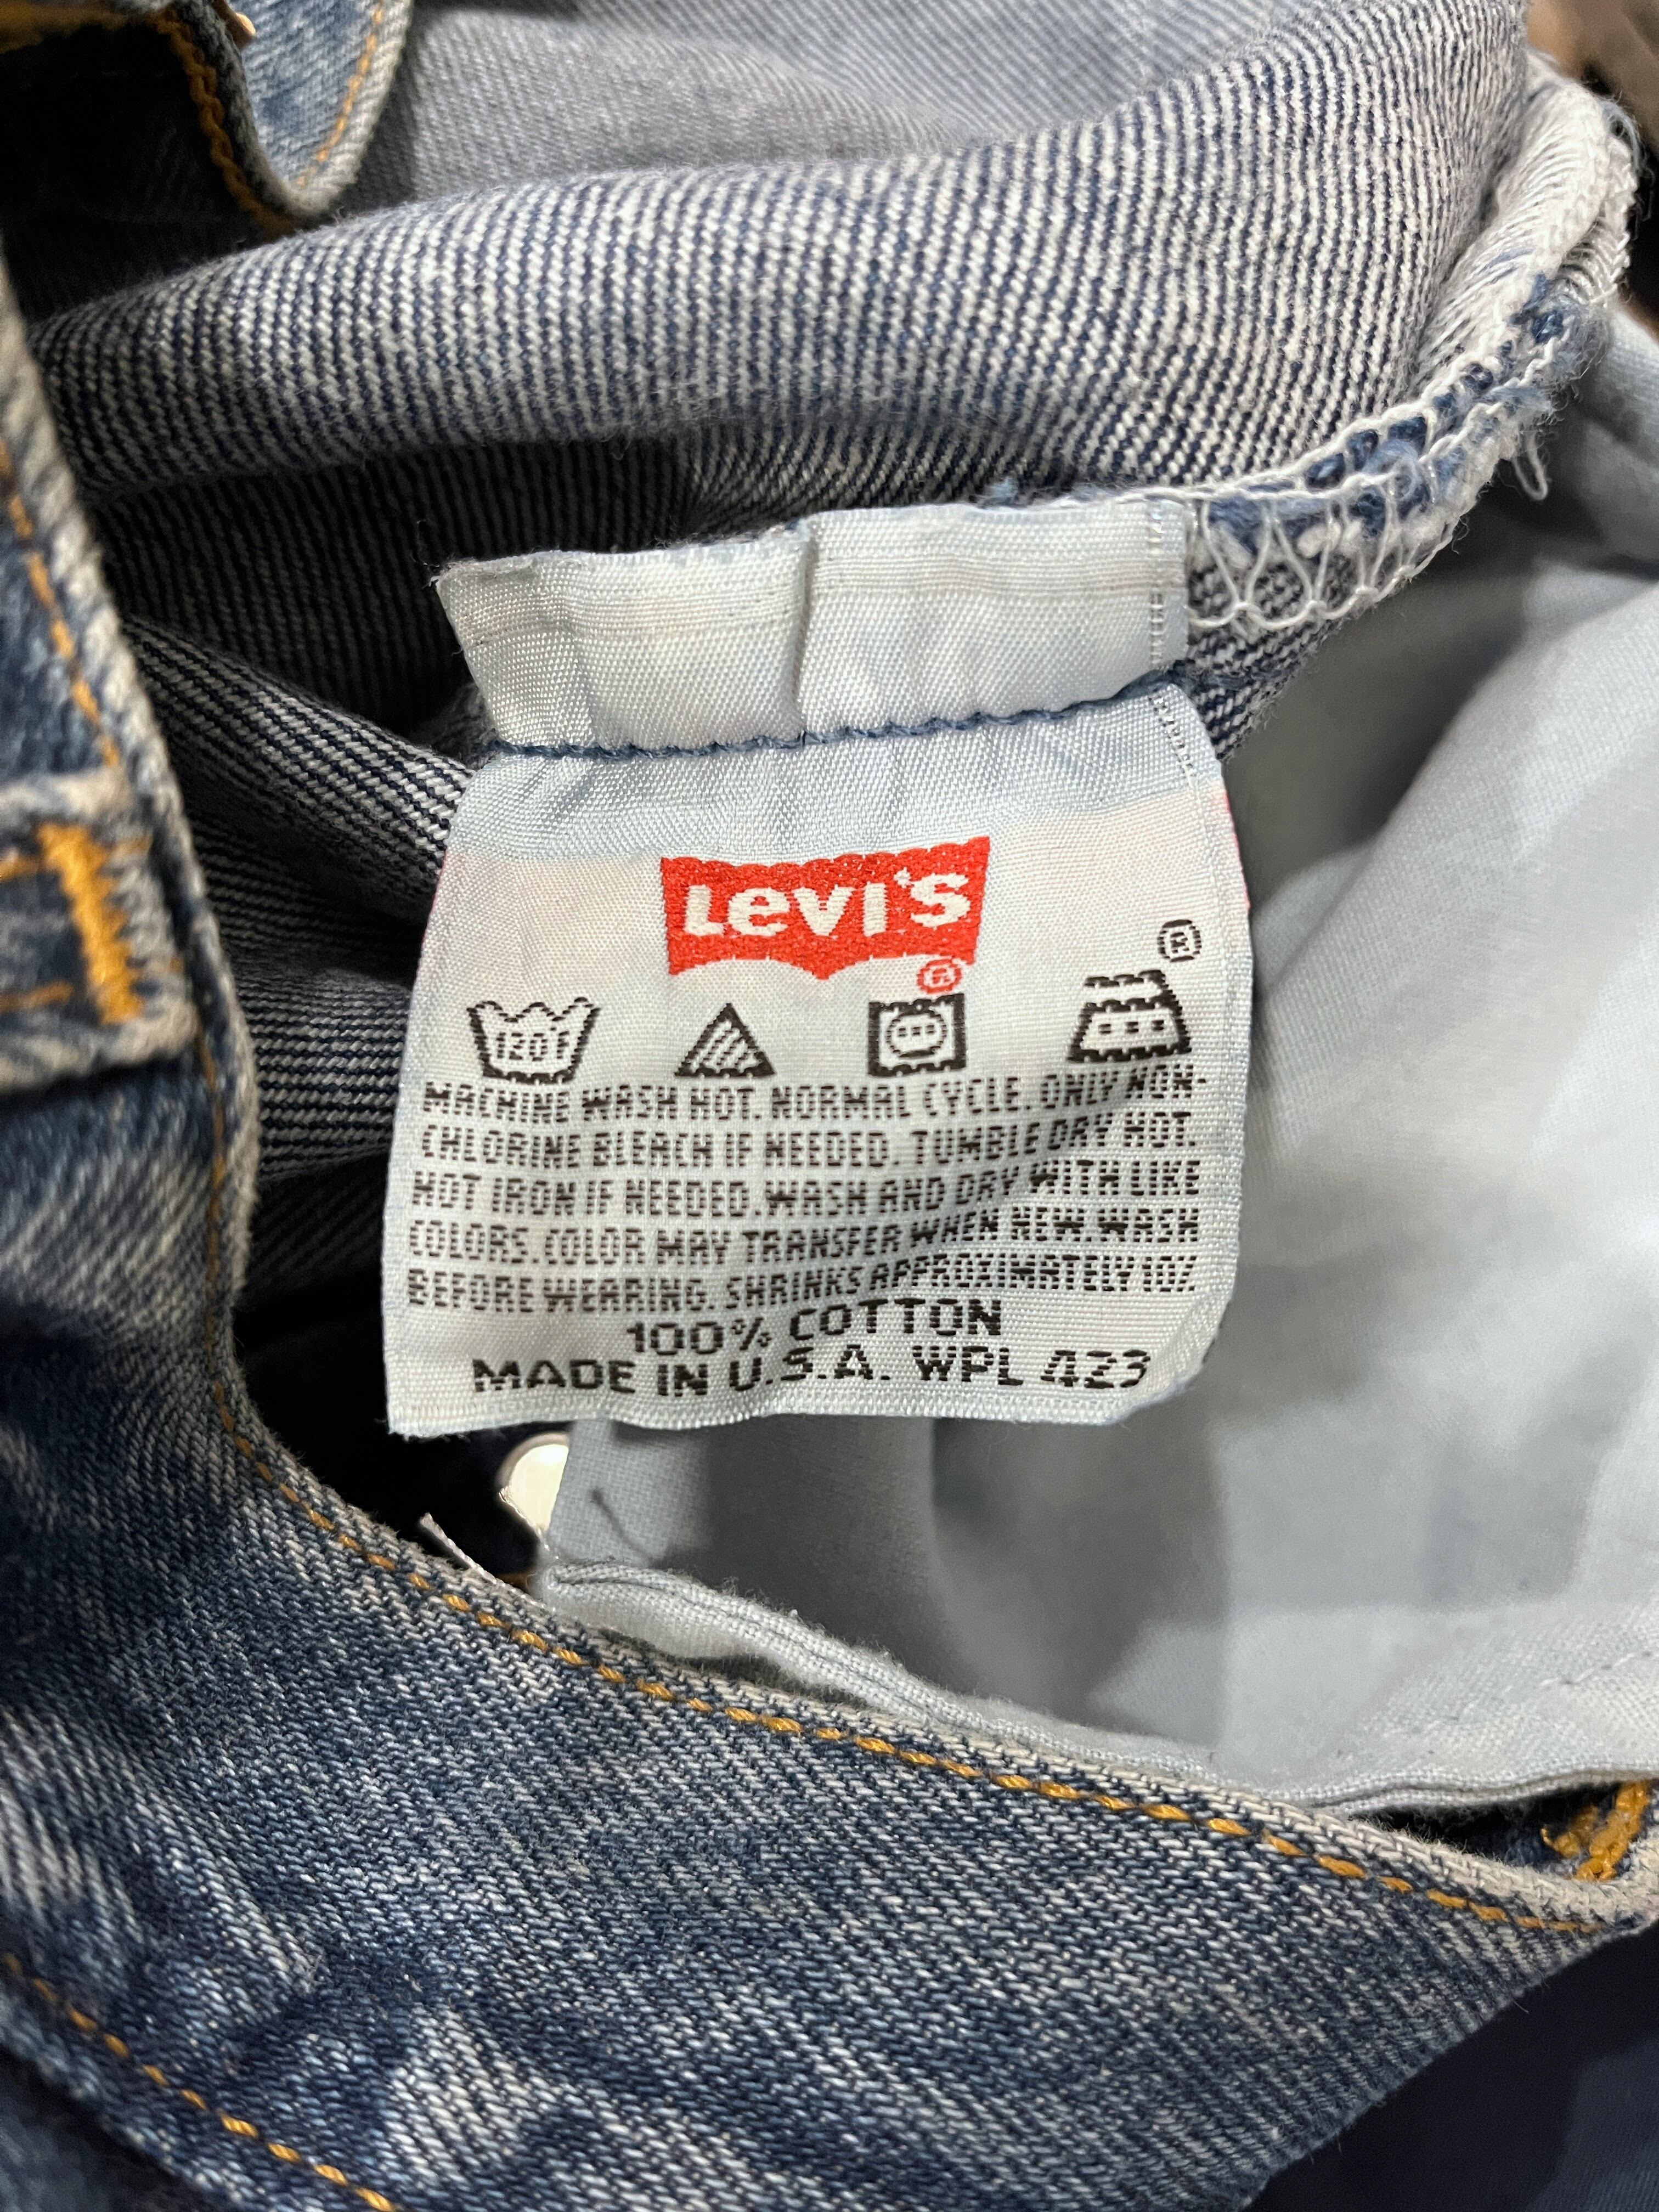 Levi's
®
®
120F
MACHINE WASH HOT. NORMAL CYCLE. ONLY NON-
CHLORINE BLEACH IF NEEDED. TUMBLE DRY HOT.
HOT IRON IF NEEDED. WASH AND DRY WITH LIKE
COLORS. COLOR MAY TRANSFER WHEN NEW. WASH
BEFORE WEARING. SHRINKS APPROXIMATELY 10%
100% COTTON
MADE IN U.S.A. WPL 423